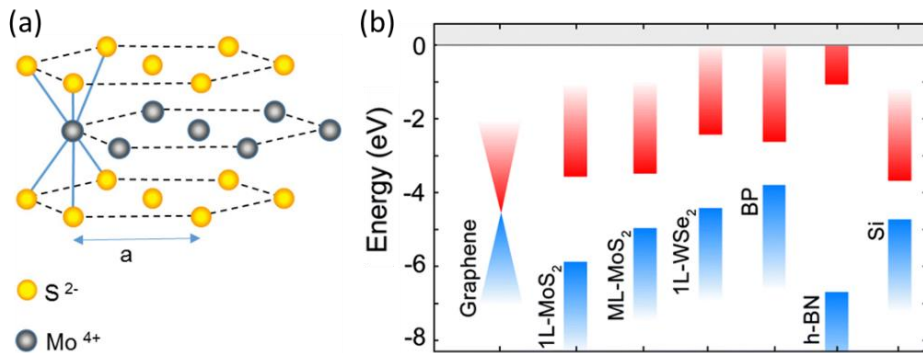 (a)
a
S 2-
Mo 4+
(b)
Energy (eV)
0
-2
-4
-6
-8
Graphene
1L-MoS2
ML-MoS2
1L-WSe2
BP
h-BN
Si